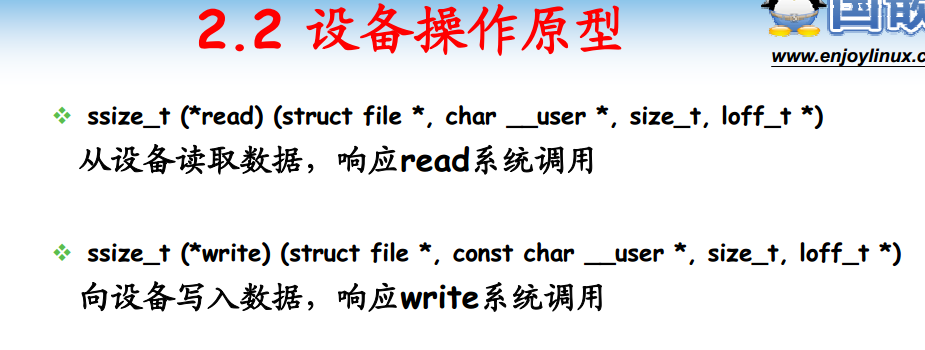 2.2 设备操作原型
国嵌
www.enjoylinux.c
ssize_t (*read) (struct file *, char __user *, size_t, loff_t *)
从设备读取数据，响应read系统调用
ssize_t (*write) (struct file *, const char __user *, size_t, loff_t *)
向设备写入数据，响应write系统调用